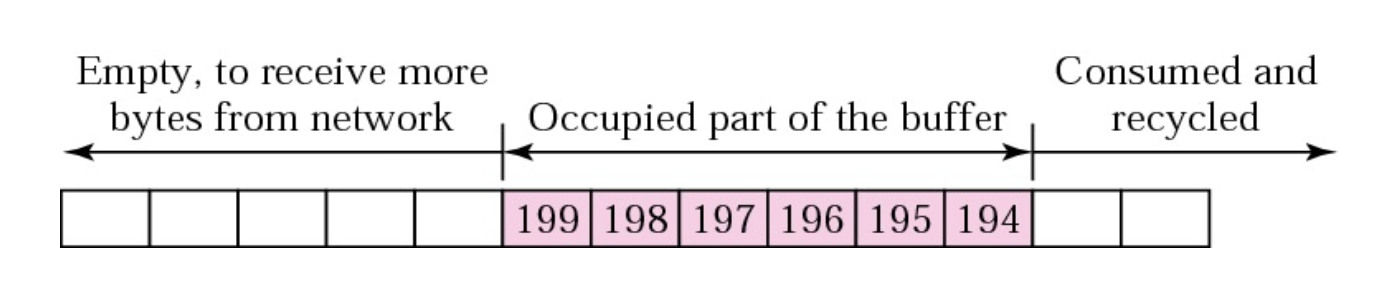 Empty, to receive more
bytes from network
Occupied part of the buffer
Consumed and
recycled
199 198 197 196 195 194